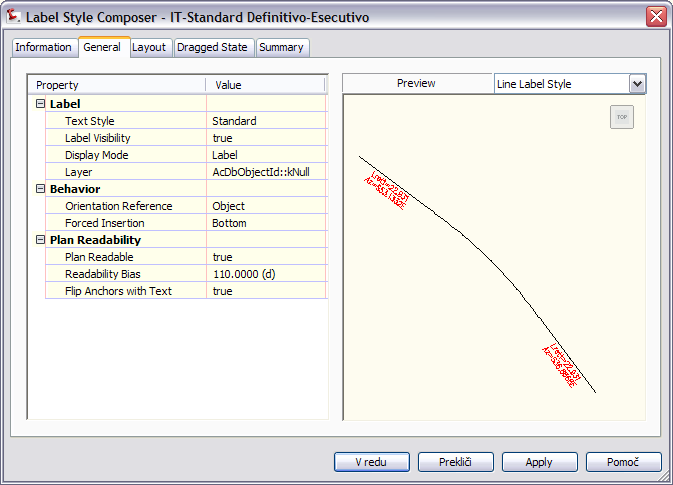 Label Style Composer - IT-Standard Definitivo-Esecutivo
Information General Layout Dragged State Summary
Property Value
Label
Text Style Standard
Label Visibility true
Display Mode Label
Layer AcDbObjectId::kNull
Behavior
Orientation Reference Object
Forced Insertion Bottom
Plan Readability
Plan Readable true
Readability Bias 110.0000 (d)
Flip Anchors with Text true
Preview Line Label Style
TOP
V redu Prekliči Apply Pomoč